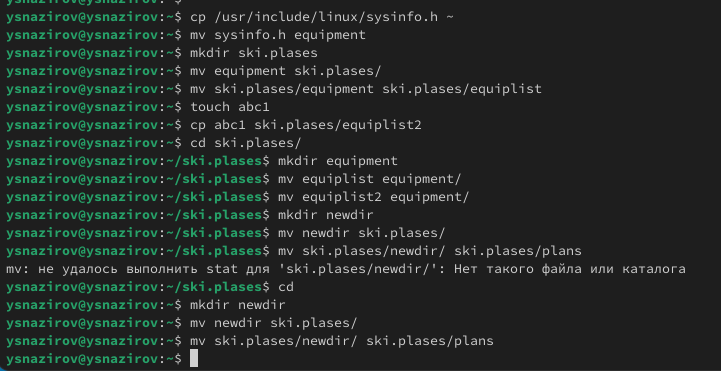 ysnazirov@ysnazirov:~$ cp /usr/include/linux/sysinfo.h ~
ysnazirov@ysnazirov:~$ mv sysinfo.h equipment
ysnazirov@ysnazirov:~$ mkdir ski.plases
ysnazirov@ysnazirov:~$ mv equipment ski.plases/
ysnazirov@ysnazirov:~$ mv ski.plases/equipment ski.plases/equiplist
ysnazirov@ysnazirov:~$ touch abc1
ysnazirov@ysnazirov:~$ cp abc1 ski.plases/equiplist2
ysnazirov@ysnazirov:~$ cd ski.plases/
ysnazirov@ysnazirov:~/ski.plases$ mkdir equipment
ysnazirov@ysnazirov:~/ski.plases$ mv equiplist equipment/
ysnazirov@ysnazirov:~/ski.plases$ mv equiplist2 equipment/
ysnazirov@ysnazirov:~/ski.plases$ mkdir newdir
ysnazirov@ysnazirov:~/ski.plases$ mv newdir ski.plases/
ysnazirov@ysnazirov:~/ski.plases$ mv ski.plases/newdir/ ski.plases/plans
mv: не удалось выполнить stat для 'ski.plases/newdir/': Нет такого файла или каталога
ysnazirov@ysnazirov:~/ski.plases$ cd
ysnazirov@ysnazirov:~$ mkdir newdir
ysnazirov@ysnazirov:~$ mv newdir ski.plases/
ysnazirov@ysnazirov:~$ mv ski.plases/newdir/ ski.plases/plans
ysnazirov@ysnazirov:~$